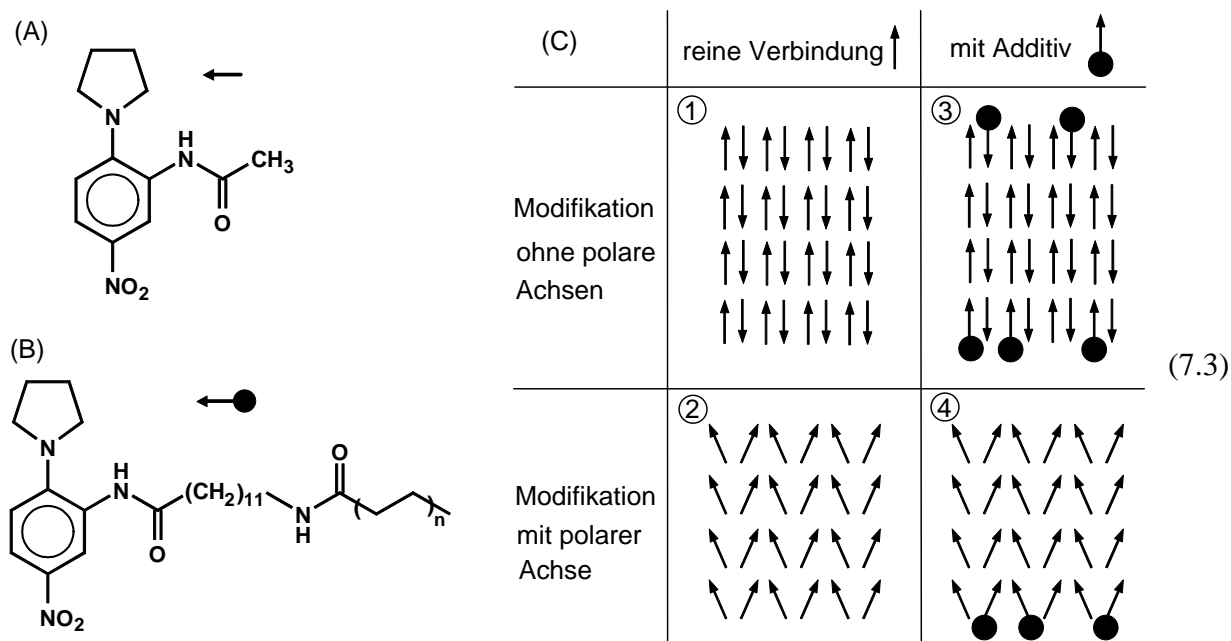 (A)
N
H
N
CH3
O
NO2
(B)
N
H
N
O
(CH2)11
N
H
O
( )n
NO2
(C)
reine Verbindung
mit Additiv
①
③
Modifikation
ohne polare
Achsen
②
④
Modifikation
mit polarer
Achse
(7.3)